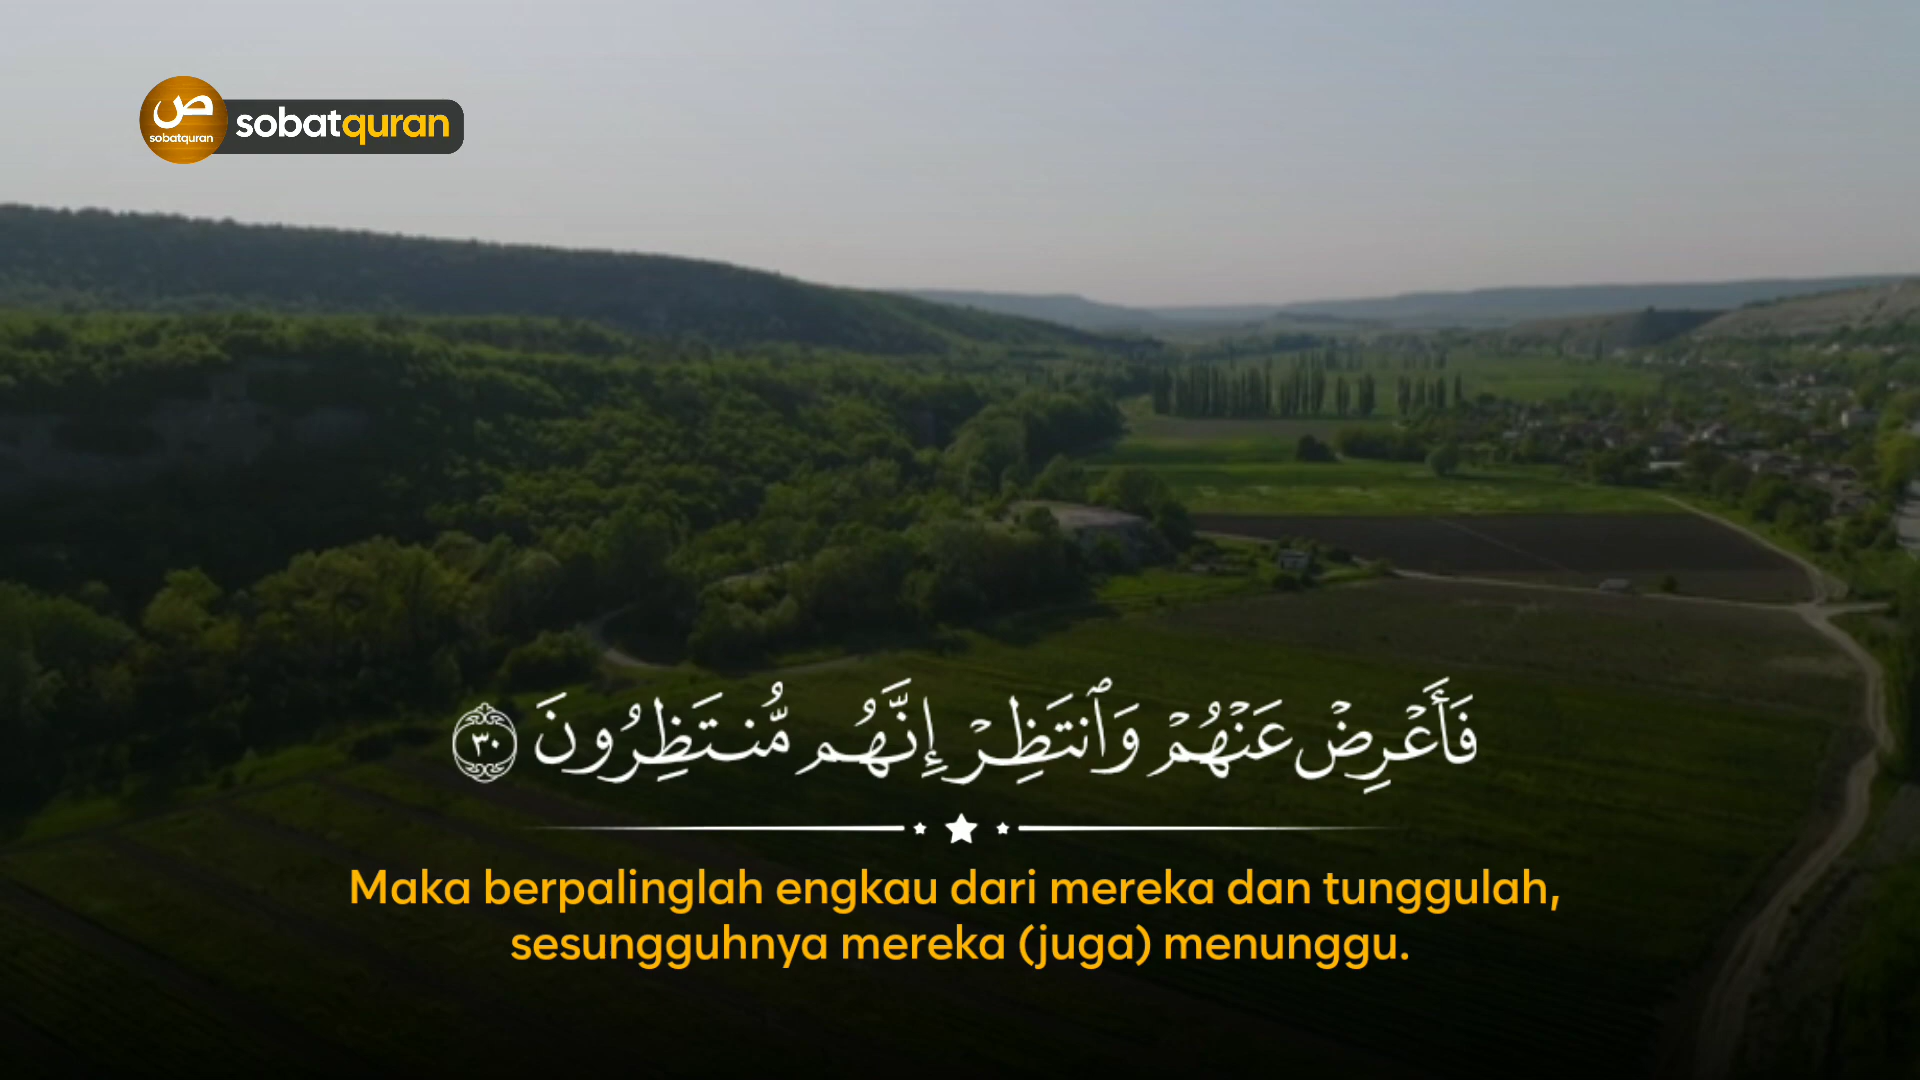 ص
sobatquran
sobatquran
فَأَعْرِضْ عَنْهُمْ وَٱنتَظِرْ إِنَّهُم مُّنتَظِرُونَ ٣٠
Maka berpalinglah engkau dari mereka dan tunggulah,
sesungguhnya mereka (juga) menunggu.